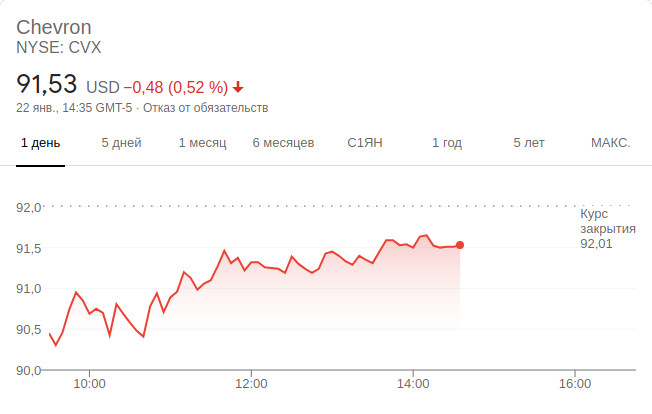 Chevron
NYSE: CVX
91,53 USD −0,48 (0,52 %)
22 янв., 14:35 GMT-5 · Отказ от обязательств
1 день 5 дней 1 месяц 6 месяцев С1ЯН 1 год 5 лет МАКС.
92,0
Курс
закрытия
92,01
91,5
91,0
90,5
90,0
10:00 12:00 14:00 16:00